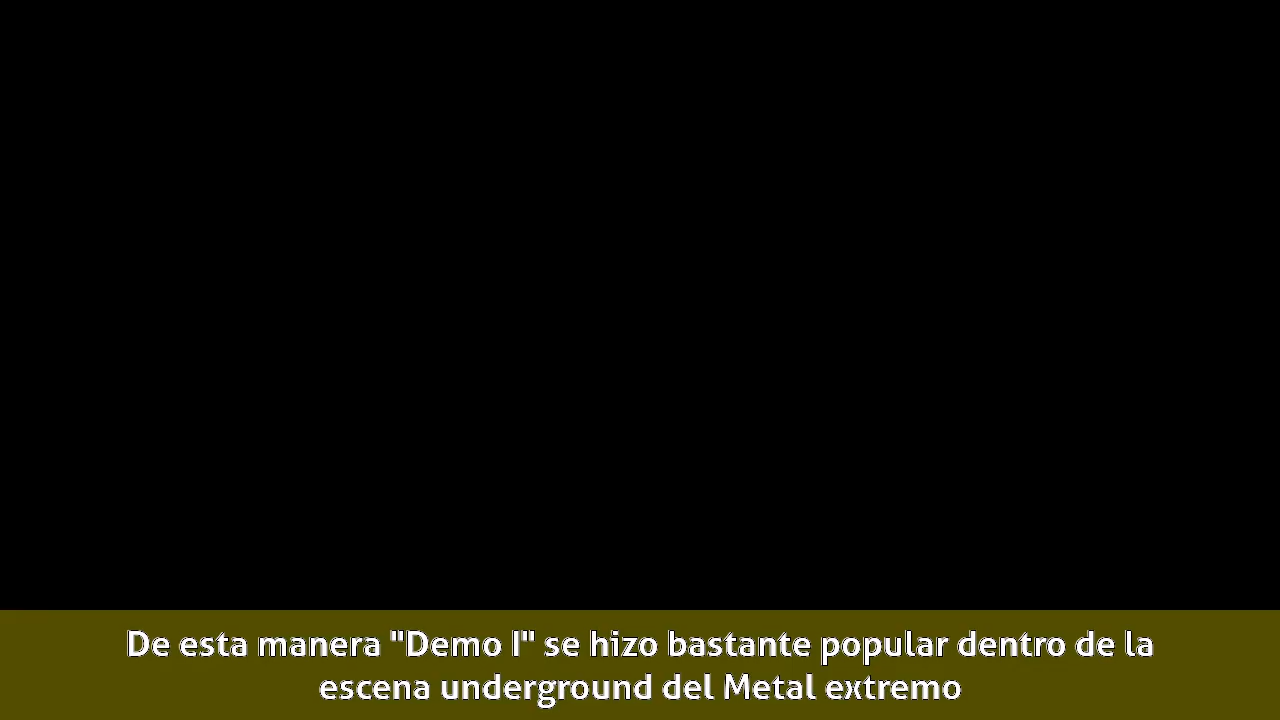 De esta manera "Demo I" se hizo bastante popular dentro de la
escena underground del Metal extremo